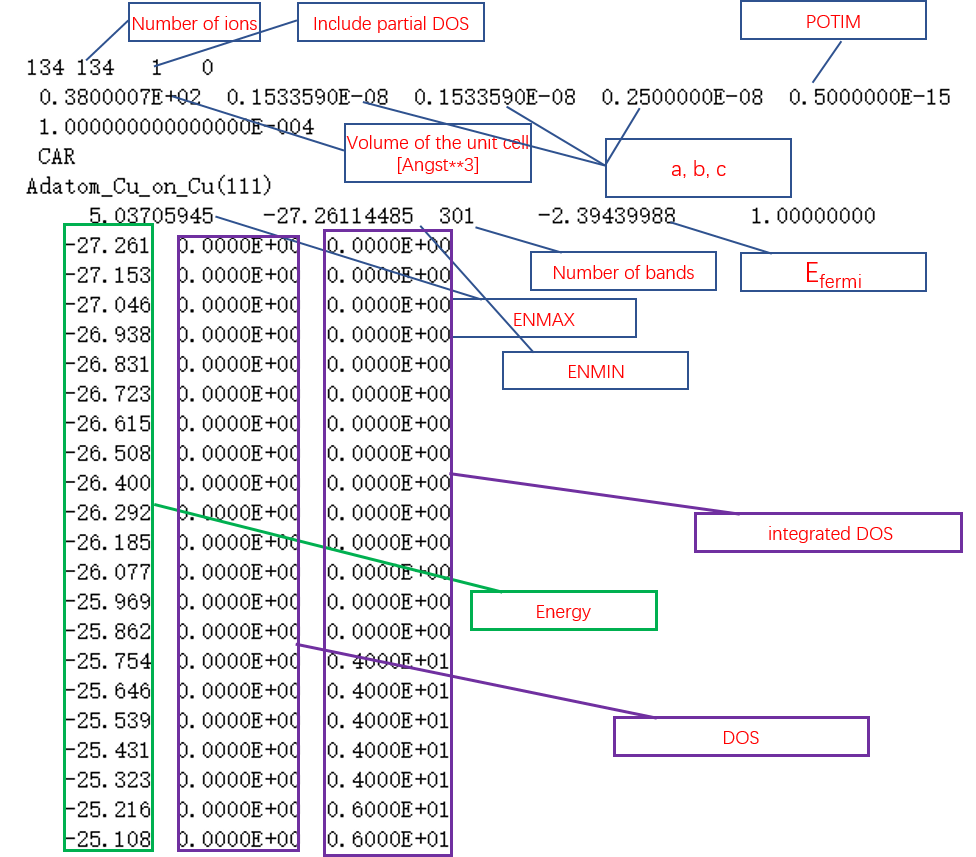 Number of ions
Include partial DOS
POTIM
134 134 1 0
0.3800007E+02 0.1533590E-08 0.1533590E-08 0.2500000E-08 0.5000000E-15
1.000000000000000E-004
Volume of the unit cell
[Angst**3]
a, b, c
CAR
Adatom_Cu_on_Cu(111)
5.03705945 -27.26114485 301 -2.39439988 1.00000000
-27.261 0.0000E+00 0.0000E+00
-27.153 0.0000E+00 0.0000E+00
Number of bands
Efermi
-27.046 0.0000E+00 0.0000E+00
ENMAX
-26.938 0.0000E+00 0.0000E+00
-26.831 0.0000E+00 0.0000E+00
ENMIN
-26.723 0.0000E+00 0.0000E+00
-26.615 0.0000E+00 0.0000E+00
-26.508 0.0000E+00 0.0000E+00
-26.400 0.0000E+00 0.0000E+00
-26.292 0.0000E+00 0.0000E+00
integrated DOS
-26.185 0.0000E+00 0.0000E+00
-26.077 0.0000E+00 0.0000E+00
-25.969 0.0000E+00 0.0000E+00
Energy
-25.862 0.0000E+00 0.0000E+00
-25.754 0.0000E+00 0.4000E+01
-25.646 0.0000E+00 0.4000E+01
-25.539 0.0000E+00 0.4000E+01
DOS
-25.431 0.0000E+00 0.4000E+01
-25.323 0.0000E+00 0.4000E+01
-25.216 0.0000E+00 0.6000E+01
-25.108 0.0000E+00 0.6000E+01